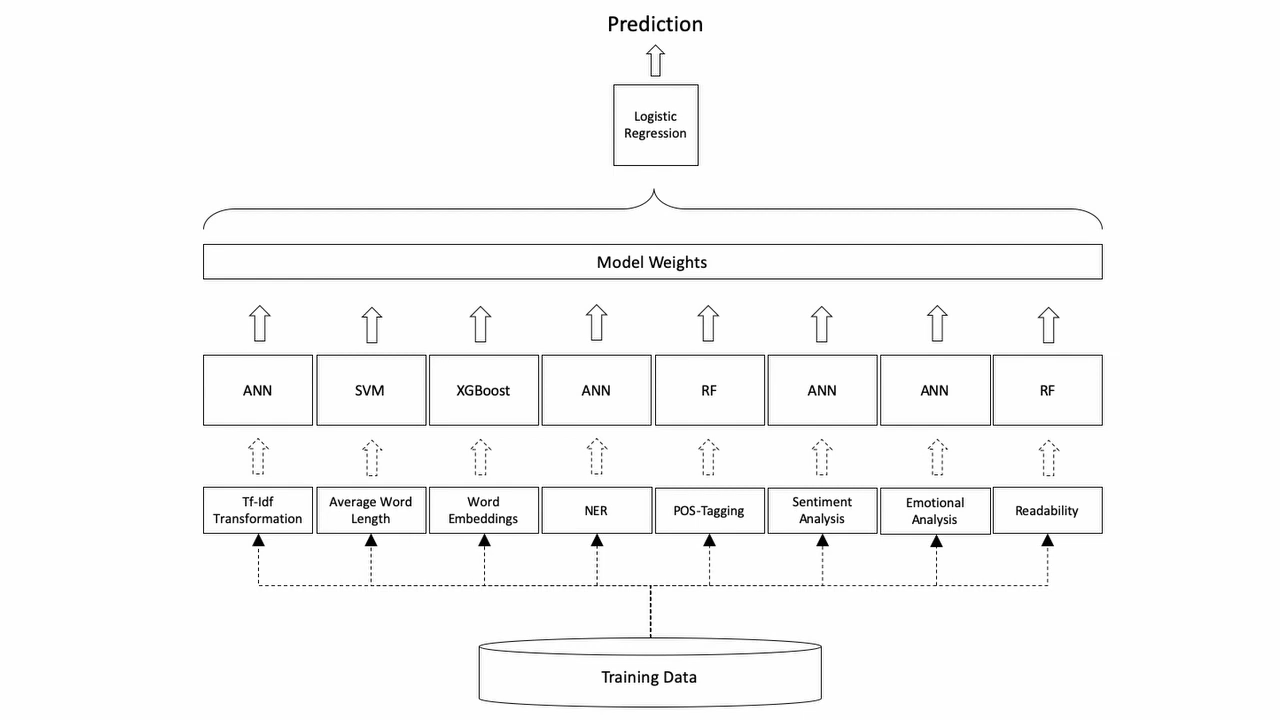 Prediction
Logistic
Regression
Model Weights
ANN
SVM
XGBoost
ANN
RF
ANN
ANN
RF
Tf-Idf
Transformation
Average Word
Length
Word
Embeddings
NER
POS-Tagging
Sentiment
Analysis
Emotional
Analysis
Readability
Training Data